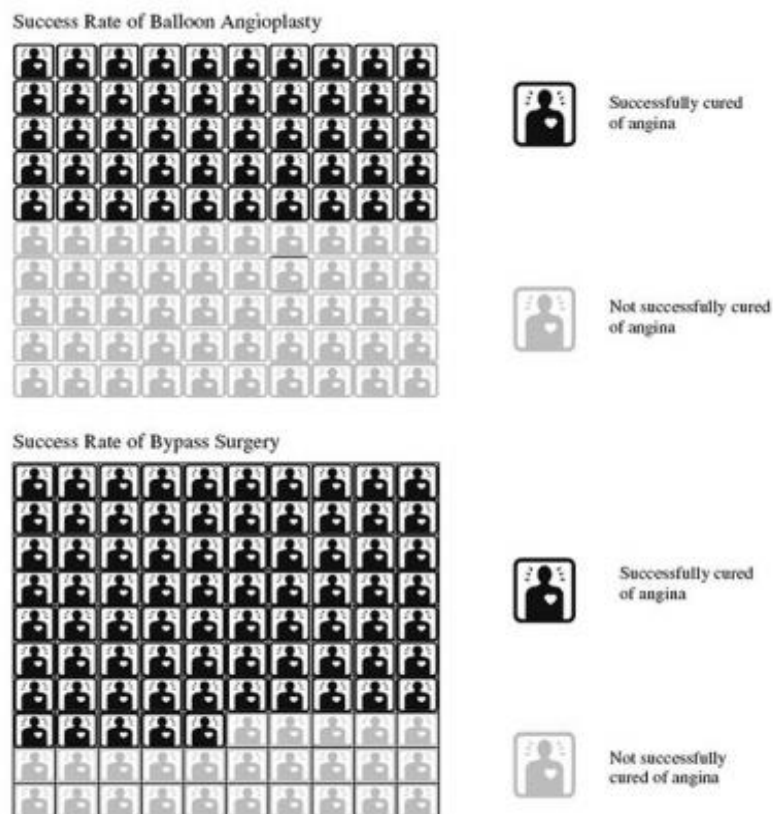 Success Rate of Balloon Angioplasty
Successfully cured
of angina
Not successfully cured
of angina
Success Rate of Bypass Surgery
Successfully cured
of angina
Not successfully
cured of angina